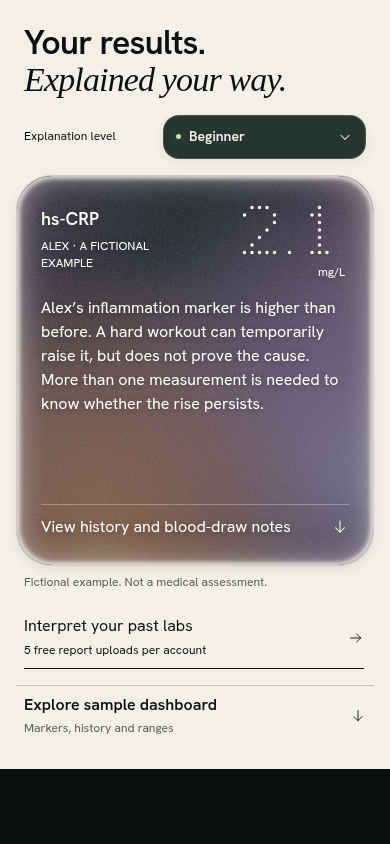 Your results.
Explained your way.
Explanation level
Beginner
hs-CRP
2.1
ALEX · A FICTIONAL
EXAMPLE
mg/L
Alex’s inflammation marker is higher than
before. A hard workout can temporarily
raise it, but does not prove the cause.
More than one measurement is needed to
know whether the rise persists.
View history and blood-draw notes
Fictional example. Not a medical assessment.
Interpret your past labs
5 free report uploads per account
Explore sample dashboard
Markers, history and ranges